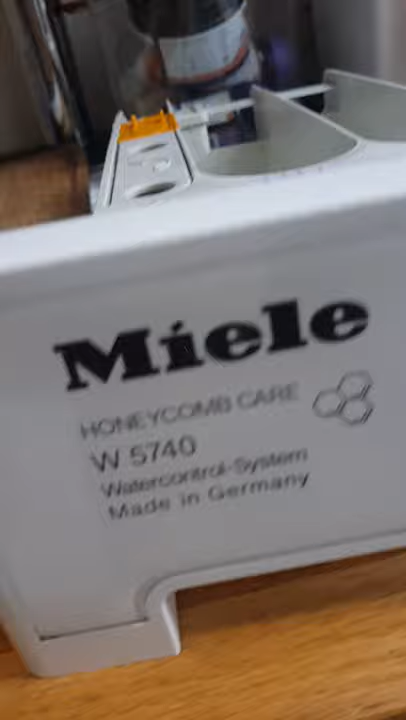 Miele
HONEYCOMB CARE
W 5740
Watercontrol-System
Made in Germany